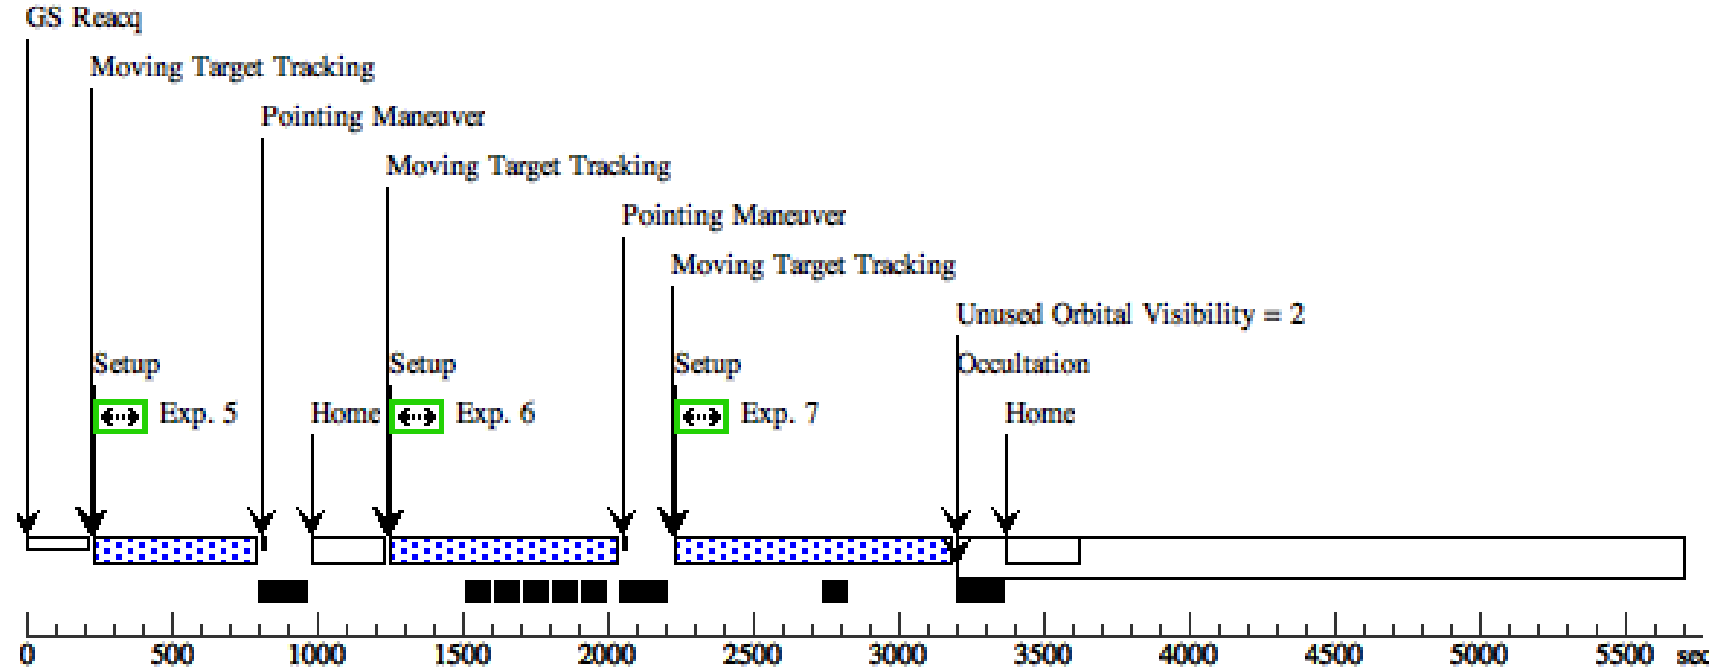 GS Reacq
Moving Target Tracking
Pointing Maneuver
Moving Target Tracking
Pointing Maneuver
Moving Target Tracking
Unused Orbital Visibility = 2
Setup Setup Setup Occultation
Exp. 5 Home Exp. 6 Exp. 7 Home
0 500 1000 1500 2000 2500 3000 3500 4000 4500 5000 5500 sec